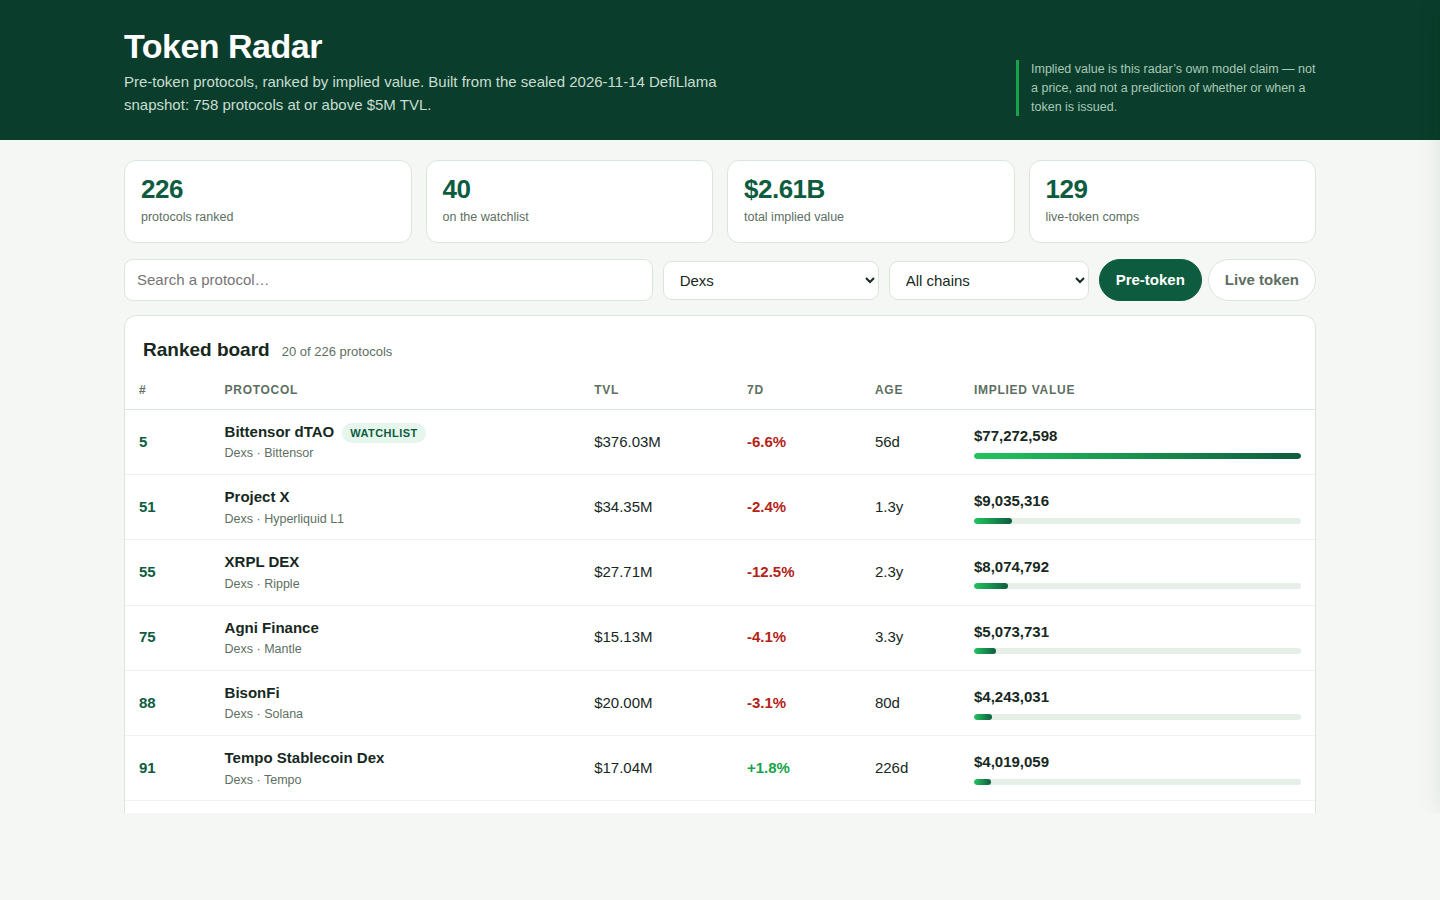 Token Radar
Pre-token protocols, ranked by implied value. Built from the sealed 2026-11-14 DefiLlama
snapshot: 758 protocols at or above $5M TVL.
Implied value is this radar's own model claim — not
a price, and not a prediction of whether or when a
token is issued.
226
protocols ranked
40
on the watchlist
$2.61B
total implied value
129
live-token comps
Search a protocol…
Dexs
All chains
Pre-token
Live token
Ranked board 20 of 226 protocols
# PROTOCOL TVL 7D AGE IMPLIED VALUE
5 Bittensor dTAO WATCHLIST $376.03M -6.6% 56d $77,272,598
Dexs · Bittensor
51 Project X $34.35M -2.4% 1.3y $9,035,316
Dexs · Hyperliquid L1
55 XRPL DEX $27.71M -12.5% 2.3y $8,074,792
Dexs · Ripple
75 Agni Finance $15.13M -4.1% 3.3y $5,073,731
Dexs · Mantle
88 BisonFi $20.00M -3.1% 80d $4,243,031
Dexs · Solana
91 Tempo Stablecoin Dex $17.04M +1.8% 226d $4,019,059
Dexs · Tempo